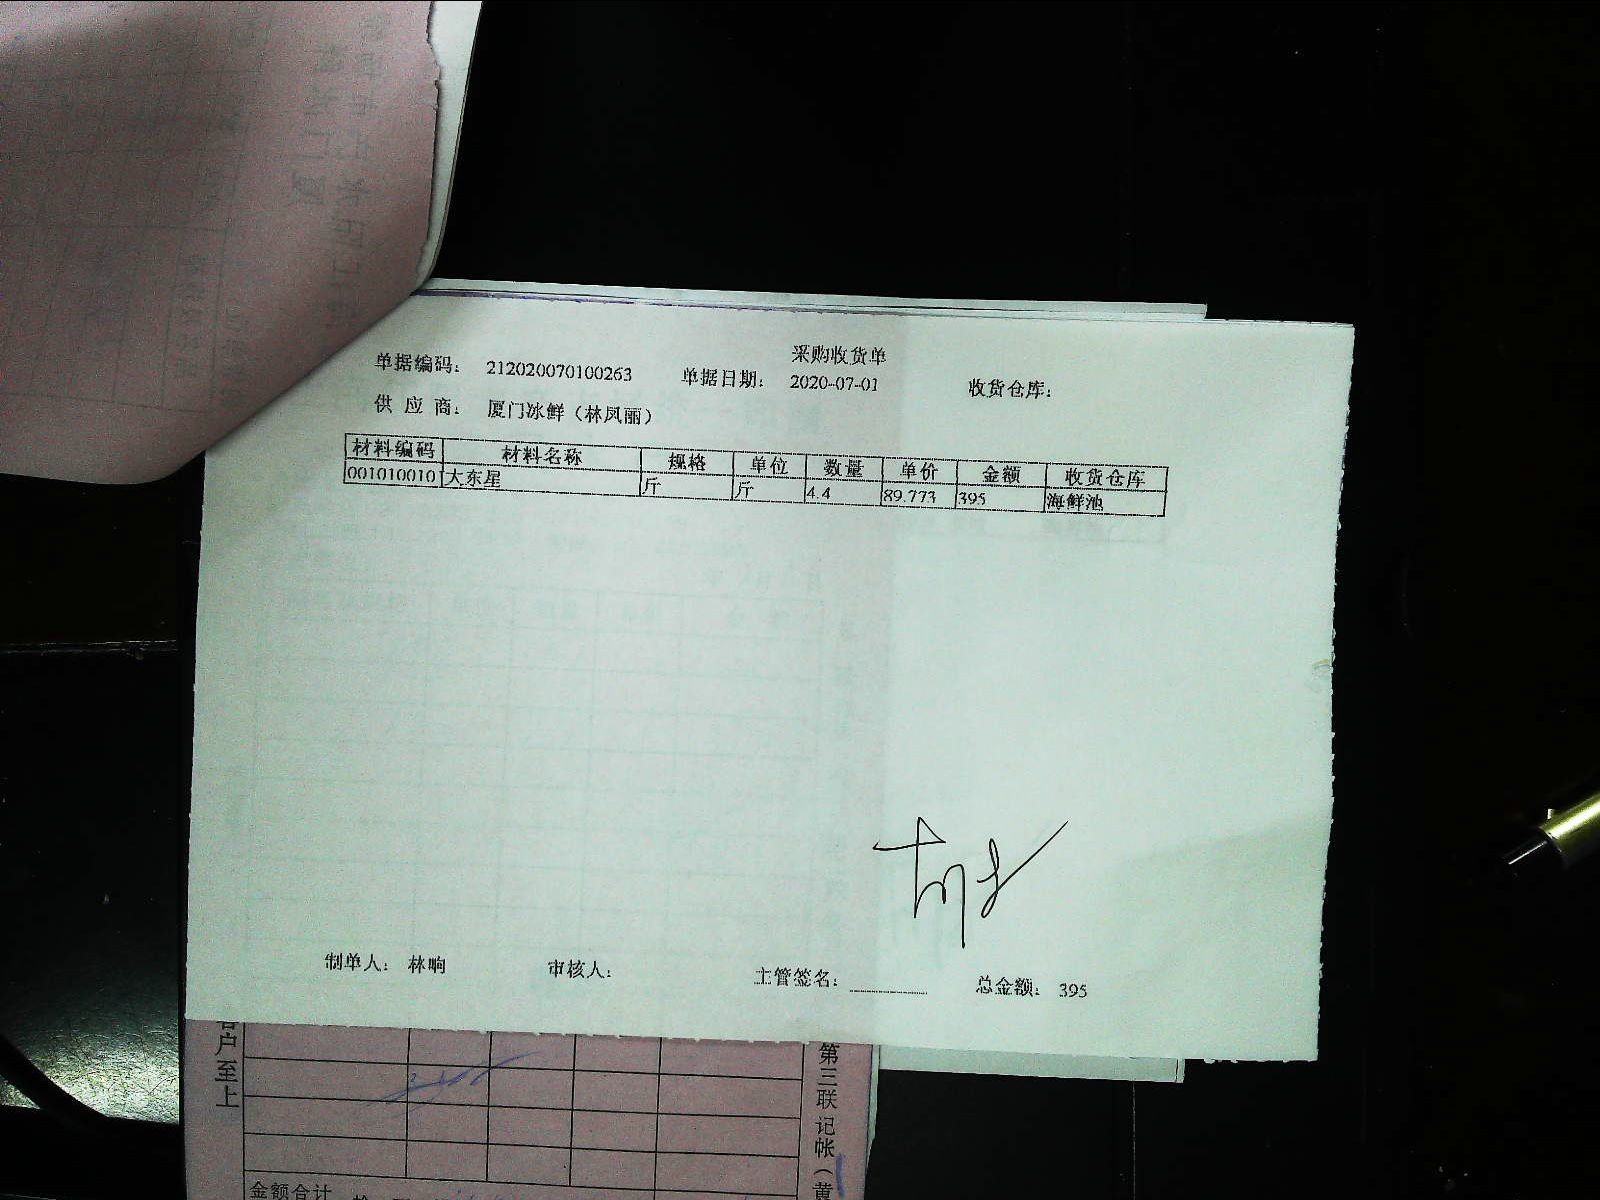 采购收货单
单据编码： 212020070100263 单据日期： 2020-07-01 收货仓库：
供 应 商： 厦门冰鲜（林凤丽）
材料编码 材料名称 规格 单位 数量 单价 金额 收货仓库
001010010 大东星 斤 斤 4.4 89.773 395 海鲜池
制单人： 林响 审核人： 主管签名： 总金额： 395
客户至上
第三联 记帐（黄
金额合计